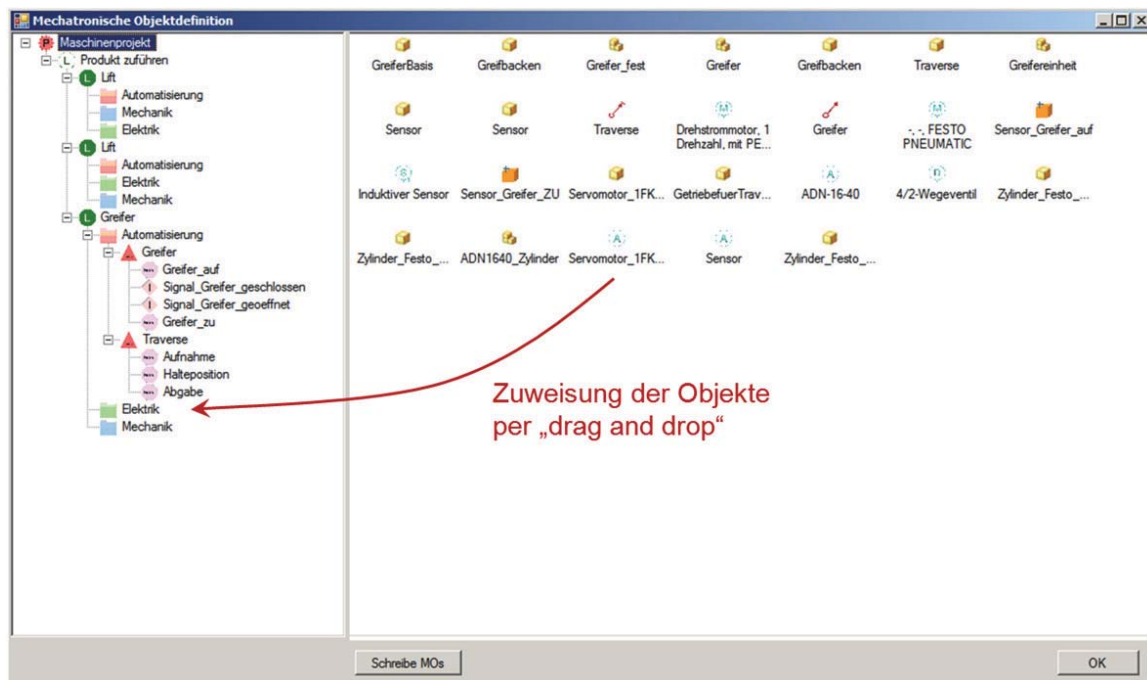 Mechatronische Objektdefinition
P Maschinenprojekt
L Produkt zuführen
L Lift
Automatisierung
Mechanik
Elektrik
L Lift
Automatisierung
Elektrik
Mechanik
L Greifer
Automatisierung
Greifer
Greifer_auf
I Signal_Greifer_geschlossen
I Signal_Greifer_geoeffnet
Greifer_zu
Traverse
Aufnahme
Halteposition
Abgabe
Elektrik
Mechanik
GreiferBasis Greifbacken Greifer_fest Greifer Greifbacken Traverse Greifereinheit
M M
Sensor Sensor Traverse Drehstrommotor, 1 Greifer -, -, FESTO Sensor_Greifer_auf
Drehzahl, mit PE... PNEUMATIC
S A
Induktiver Sensor Sensor_Greifer_ZU Servomotor_1FK... GetriebefuerTrav... ADN-16-40 4/2-Wegeventil Zylinder_Festo_...
A A
Zylinder_Festo_... ADN1640_Zylinder Servomotor_1FK... Sensor Zylinder_Festo_...
Zuweisung der Objekte
per „drag and drop“
Schreibe MOs OK